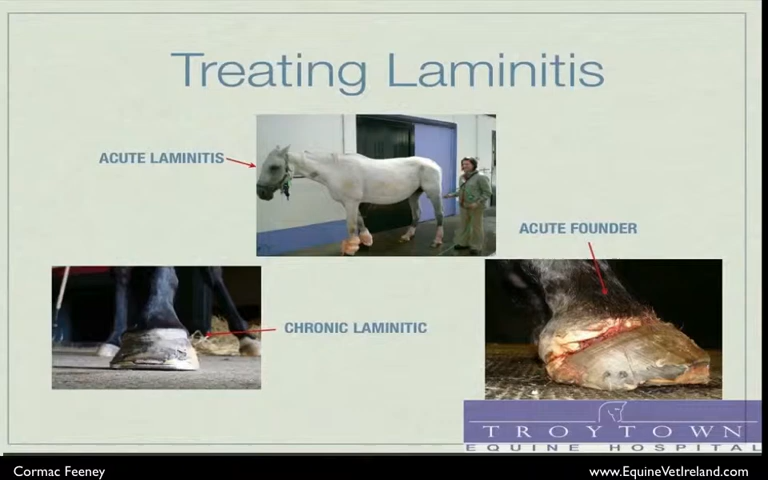 Treating Laminitis
ACUTE LAMINITIS
ACUTE FOUNDER
CHRONIC LAMINITIC
TROYTOWN
EQUINE HOSPITAL
Cormac Feeney
www.EquineVetIreland.com